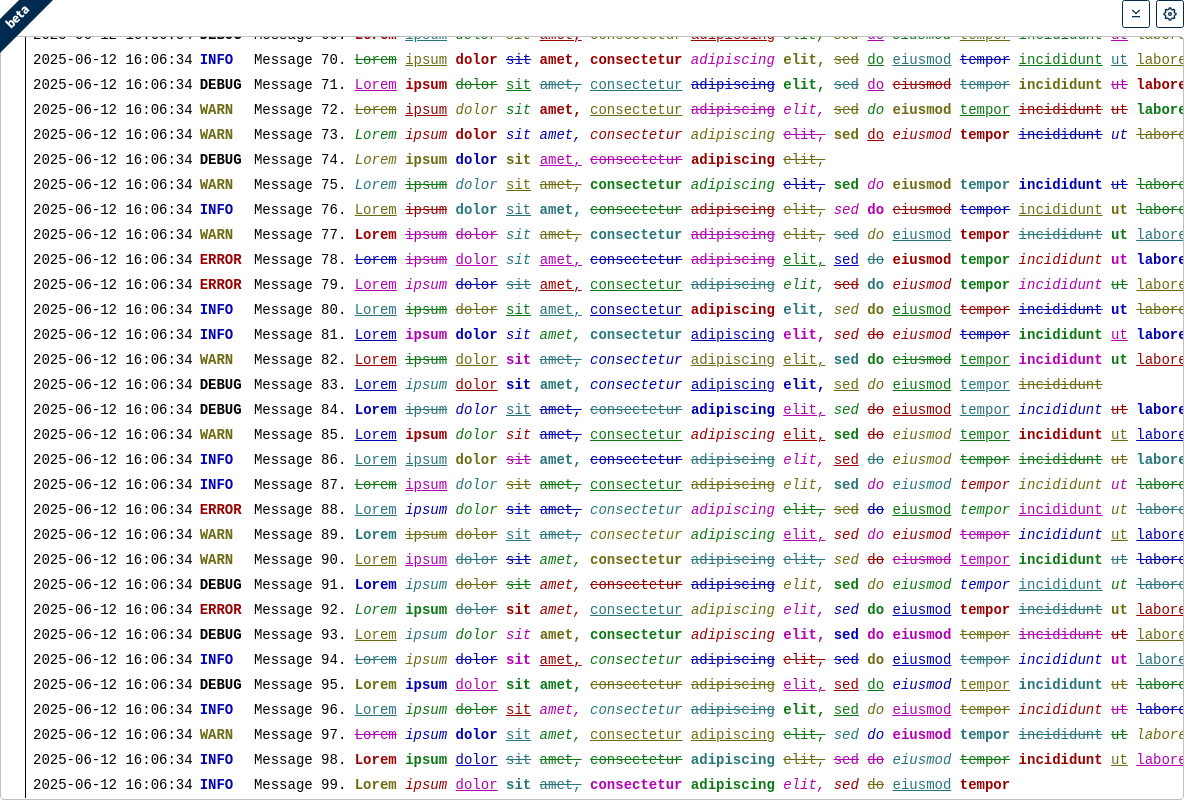 beta
2025-06-12 16:06:34 DEBUG Message 69. Lorem ipsum dolor sit amet, consectetur adipiscing elit, sed do eiusmod tempor incididunt ut labore
2025-06-12 16:06:34 INFO Message 70. Lorem ipsum dolor sit amet, consectetur adipiscing elit, sed do eiusmod tempor incididunt ut labore
2025-06-12 16:06:34 DEBUG Message 71. Lorem ipsum dolor sit amet, consectetur adipiscing elit, sed do eiusmod tempor incididunt ut labore
2025-06-12 16:06:34 WARN Message 72. Lorem ipsum dolor sit amet, consectetur adipiscing elit, sed do eiusmod tempor incididunt ut labore
2025-06-12 16:06:34 WARN Message 73. Lorem ipsum dolor sit amet, consectetur adipiscing elit, sed do eiusmod tempor incididunt ut labore
2025-06-12 16:06:34 DEBUG Message 74. Lorem ipsum dolor sit amet, consectetur adipiscing elit,
2025-06-12 16:06:34 WARN Message 75. Lorem ipsum dolor sit amet, consectetur adipiscing elit, sed do eiusmod tempor incididunt ut labore
2025-06-12 16:06:34 INFO Message 76. Lorem ipsum dolor sit amet, consectetur adipiscing elit, sed do eiusmod tempor incididunt ut labore
2025-06-12 16:06:34 WARN Message 77. Lorem ipsum dolor sit amet, consectetur adipiscing elit, sed do eiusmod tempor incididunt ut labore
2025-06-12 16:06:34 ERROR Message 78. Lorem ipsum dolor sit amet, consectetur adipiscing elit, sed do eiusmod tempor incididunt ut labore
2025-06-12 16:06:34 ERROR Message 79. Lorem ipsum dolor sit amet, consectetur adipiscing elit, sed do eiusmod tempor incididunt ut labore
2025-06-12 16:06:34 INFO Message 80. Lorem ipsum dolor sit amet, consectetur adipiscing elit, sed do eiusmod tempor incididunt ut labore
2025-06-12 16:06:34 INFO Message 81. Lorem ipsum dolor sit amet, consectetur adipiscing elit, sed do eiusmod tempor incididunt ut labore
2025-06-12 16:06:34 WARN Message 82. Lorem ipsum dolor sit amet, consectetur adipiscing elit, sed do eiusmod tempor incididunt ut labore
2025-06-12 16:06:34 DEBUG Message 83. Lorem ipsum dolor sit amet, consectetur adipiscing elit, sed do eiusmod tempor incididunt
2025-06-12 16:06:34 DEBUG Message 84. Lorem ipsum dolor sit amet, consectetur adipiscing elit, sed do eiusmod tempor incididunt ut labore
2025-06-12 16:06:34 WARN Message 85. Lorem ipsum dolor sit amet, consectetur adipiscing elit, sed do eiusmod tempor incididunt ut labore
2025-06-12 16:06:34 INFO Message 86. Lorem ipsum dolor sit amet, consectetur adipiscing elit, sed do eiusmod tempor incididunt ut labore
2025-06-12 16:06:34 INFO Message 87. Lorem ipsum dolor sit amet, consectetur adipiscing elit, sed do eiusmod tempor incididunt ut labore
2025-06-12 16:06:34 ERROR Message 88. Lorem ipsum dolor sit amet, consectetur adipiscing elit, sed do eiusmod tempor incididunt ut labore
2025-06-12 16:06:34 WARN Message 89. Lorem ipsum dolor sit amet, consectetur adipiscing elit, sed do eiusmod tempor incididunt ut labore
2025-06-12 16:06:34 WARN Message 90. Lorem ipsum dolor sit amet, consectetur adipiscing elit, sed do eiusmod tempor incididunt ut labore
2025-06-12 16:06:34 DEBUG Message 91. Lorem ipsum dolor sit amet, consectetur adipiscing elit, sed do eiusmod tempor incididunt ut labore
2025-06-12 16:06:34 ERROR Message 92. Lorem ipsum dolor sit amet, consectetur adipiscing elit, sed do eiusmod tempor incididunt ut labore
2025-06-12 16:06:34 DEBUG Message 93. Lorem ipsum dolor sit amet, consectetur adipiscing elit, sed do eiusmod tempor incididunt ut labore
2025-06-12 16:06:34 INFO Message 94. Lorem ipsum dolor sit amet, consectetur adipiscing elit, sed do eiusmod tempor incididunt ut labore
2025-06-12 16:06:34 DEBUG Message 95. Lorem ipsum dolor sit amet, consectetur adipiscing elit, sed do eiusmod tempor incididunt ut labore
2025-06-12 16:06:34 INFO Message 96. Lorem ipsum dolor sit amet, consectetur adipiscing elit, sed do eiusmod tempor incididunt ut labore
2025-06-12 16:06:34 WARN Message 97. Lorem ipsum dolor sit amet, consectetur adipiscing elit, sed do eiusmod tempor incididunt ut labore
2025-06-12 16:06:34 INFO Message 98. Lorem ipsum dolor sit amet, consectetur adipiscing elit, sed do eiusmod tempor incididunt ut labore
2025-06-12 16:06:34 INFO Message 99. Lorem ipsum dolor sit amet, consectetur adipiscing elit, sed do eiusmod tempor